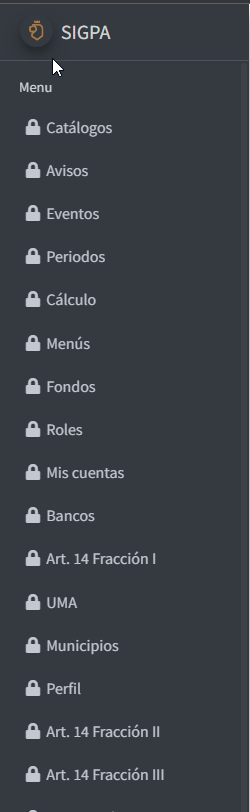 SIGPA
Menu
Catálogos
Avisos
Eventos
Periodos
Cálculo
Menús
Fondos
Roles
Mis cuentas
Bancos
Art. 14 Fracción I
UMA
Municipios
Perfil
Art. 14 Fracción II
Art. 14 Fracción III